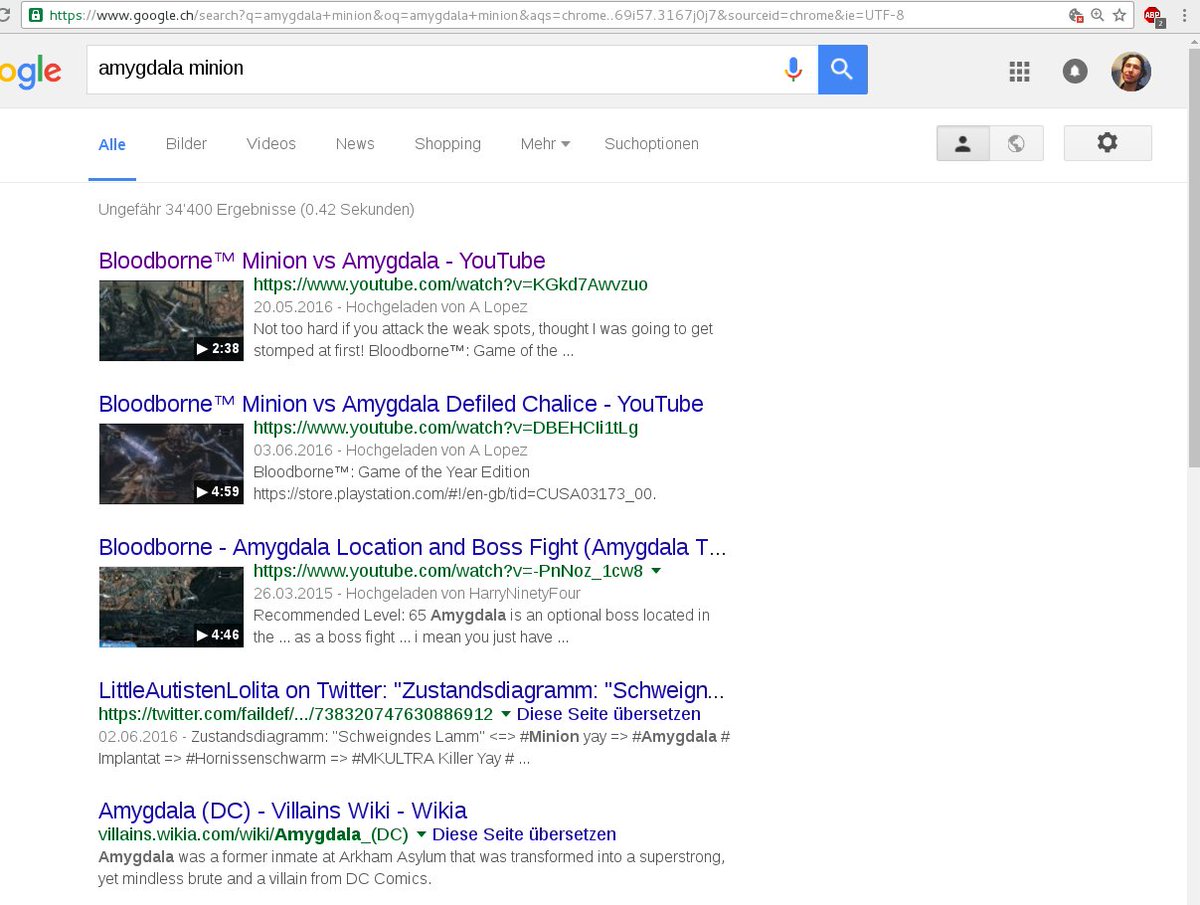 https://www.google.ch/search?q=amygdala+minion&oq=amygdala+minion&aqs=chrome..69i57.3167j0j7&sourceid=chrome&ie=UTF-8
ABP
2
ogle
amygdala minion
Alle Bilder Videos News Shopping Mehr Suchoptionen
Ungefähr 34'400 Ergebnisse (0.42 Sekunden)
Bloodborne™ Minion vs Amygdala - YouTube
https://www.youtube.com/watch?v=KGkd7Awvzuo
20.05.2016 - Hochgeladen von A Lopez
Not too hard if you attack the weak spots, thought I was going to get
2:38
stomped at first! Bloodborne™: Game of the ...
Bloodborne™ Minion vs Amygdala Defiled Chalice - YouTube
https://www.youtube.com/watch?v=DBEHCIi1tLg
03.06.2016 - Hochgeladen von A Lopez
Bloodborne™: Game of the Year Edition
4:59
https://store.playstation.com/#!/en-gb/tid=CUSA03173_00.
Bloodborne - Amygdala Location and Boss Fight (Amygdala T...
https://www.youtube.com/watch?v=-PnNoz_1cw8
26.03.2015 - Hochgeladen von HarryNinetyFour
Recommended Level: 65 Amygdala is an optional boss located in
4:46
the ... as a boss fight ... i mean you just have ...
LittleAutistenLolita on Twitter: "Zustandsdiagramm: "Schweign...
https://twitter.com/faildef/.../738320747630886912 Diese Seite übersetzen
02.06.2016 - Zustandsdiagramm: "Schweigndes Lamm" <=> #Minion yay => #Amygdala #
Implantat => #Hornissenschwarm => #MKULTRA Killer Yay # ...
Amygdala (DC) - Villains Wiki - Wikia
villains.wikia.com/wiki/Amygdala_(DC) Diese Seite übersetzen
Amygdala was a former inmate at Arkham Asylum that was transformed into a superstrong,
yet mindless brute and a villain from DC Comics.